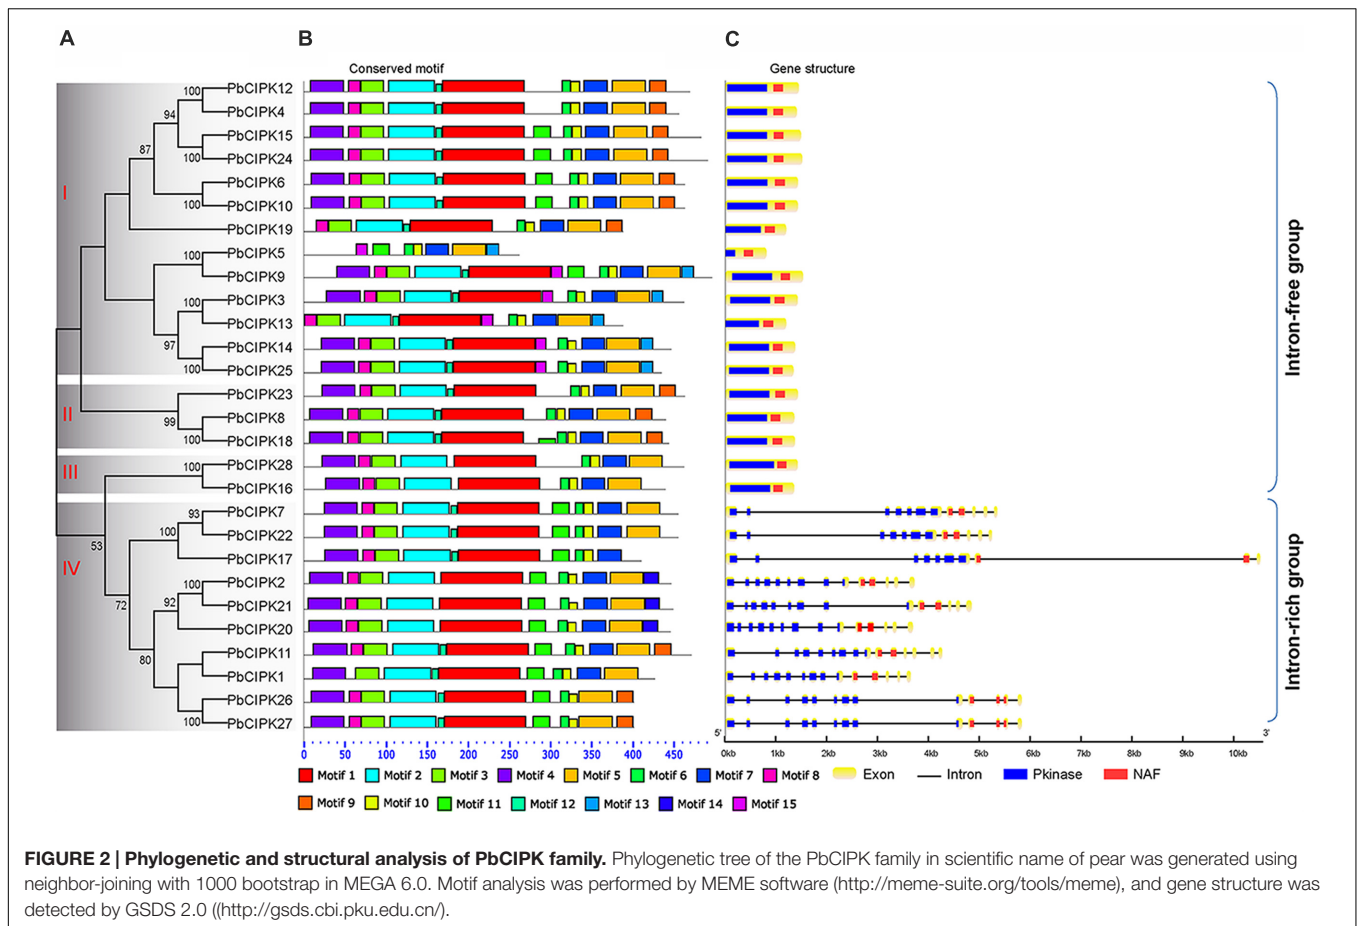 A B C
Conserved motif Gene structure
PbCIPK12
100
PbCIPK4
94
PbCIPK15
87
PbCIPK24
100
PbCIPK6
I
PbCIPK10
100
PbCIPK19
PbCIPK5
100
PbCIPK9
PbCIPK3
100
PbCIPK13
97
PbCIPK14
PbCIPK25
100
PbCIPK23
II
PbCIPK8
99
PbCIPK18
100
PbCIPK28
III
100
PbCIPK16
PbCIPK7
93
PbCIPK22
100
53
PbCIPK17
IV
PbCIPK2
100
PbCIPK21
92
72
PbCIPK20
PbCIPK11
80
PbCIPK1
PbCIPK26
PbCIPK27
100
Intron-free group
Intron-rich group
0 50 100 150 200 250 300 350 400 450
5' 3'
0kb 1kb 2kb 3kb 4kb 5kb 6kb 7kb 8kb 9kb 10kb
Motif 1 Motif 2 Motif 3 Motif 4 Motif 5 Motif 6 Motif 7 Motif 8 Exon Intron Pkinase NAF
Motif 9 Motif 10 Motif 11 Motif 12 Motif 13 Motif 14 Motif 15
FIGURE 2 | Phylogenetic and structural analysis of PbCIPK family. Phylogenetic tree of the PbCIPK family in scientific name of pear was generated using
neighbor-joining with 1000 bootstrap in MEGA 6.0. Motif analysis was performed by MEME software (http://meme-suite.org/tools/meme), and gene structure was
detected by GSDS 2.0 ((http://gsds.cbi.pku.edu.cn/).